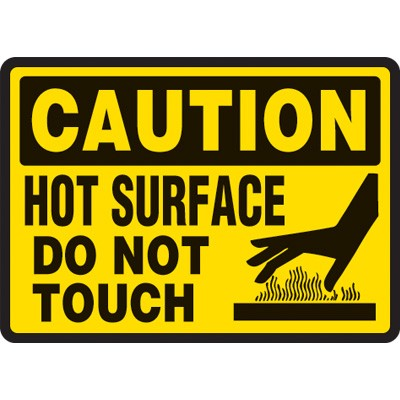 CAUTION
HOT SURFACE
DO NOT
TOUCH